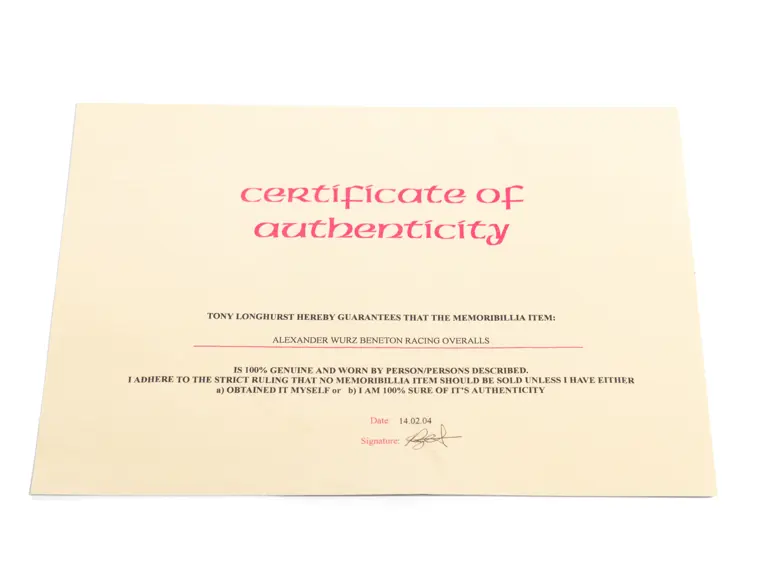 certificate of
authenticity
TONY LONGHURST HEREBY GUARANTEES THAT THE MEMORIBILLIA ITEM:
ALEXANDER WURZ BENETON RACING OVERALLS
IS 100% GENUINE AND WORN BY PERSON/PERSONS DESCRIBED.
I ADHERE TO THE STRICT RULING THAT NO MEMORIBILLIA ITEM SHOULD BE SOLD UNLESS I HAVE EITHER
a) OBTAINED IT MYSELF or b) I AM 100% SURE OF IT'S AUTHENTICITY
Date 14.02.04
Signature: